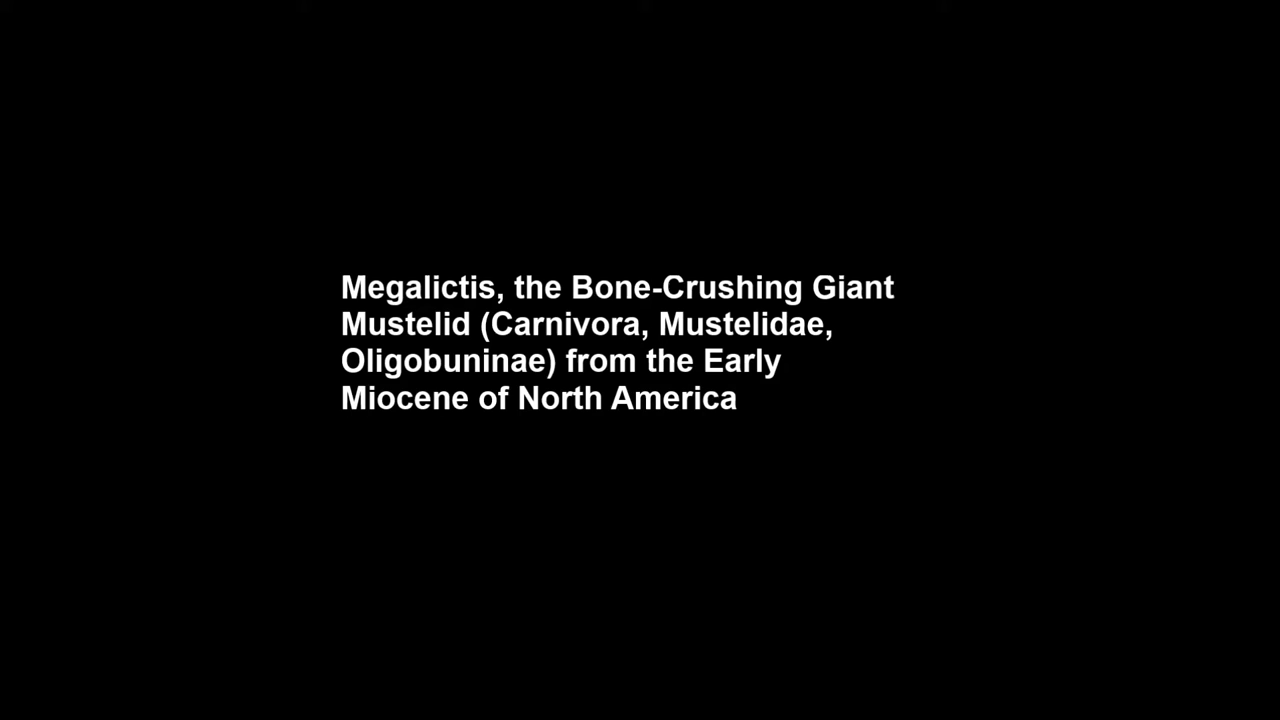 Megalictis, the Bone-Crushing Giant
Mustelid (Carnivora, Mustelidae,
Oligobuninae) from the Early
Miocene of North America